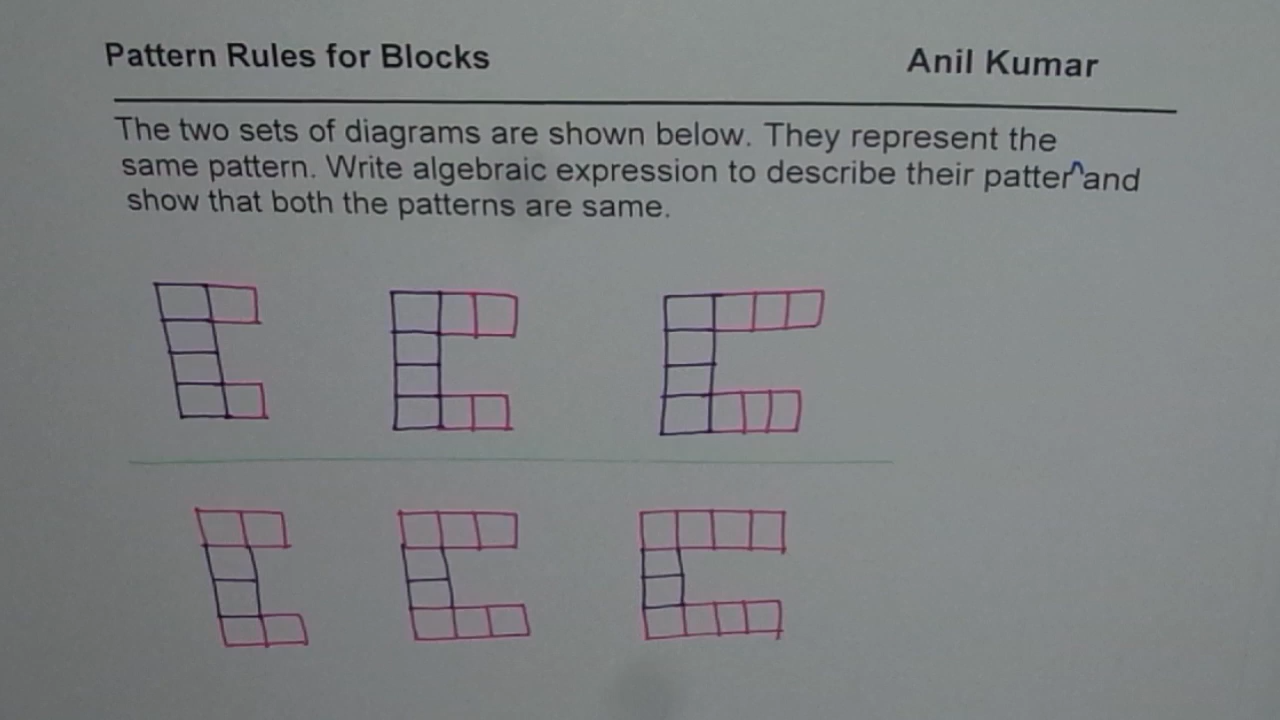 Pattern Rules for Blocks Anil Kumar
The two sets of diagrams are shown below. They represent the
same pattern. Write algebraic expression to describe their patter^and
show that both the patterns are same.